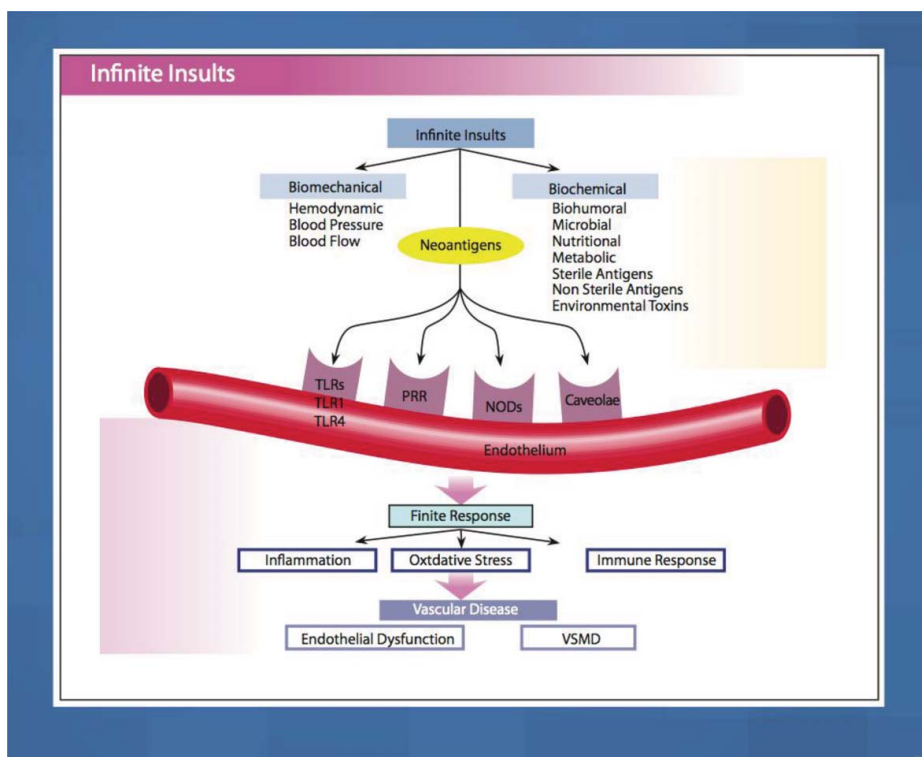 Infinite Insults
Infinite Insults
Biomechanical
Hemodynamic
Blood Pressure
Blood Flow
Neoantigens
Biochemical
Biohumoral
Microbial
Nutritional
Metabolic
Sterile Antigens
Non Sterile Antigens
Environmental Toxins
TLRs
TLR1
TLR4
PRR
NODs
Caveolae
Endothelium
Finite Response
Inflammation
Oxtdative Stress
Immune Response
Vascular Disease
Endothelial Dysfunction
VSMD